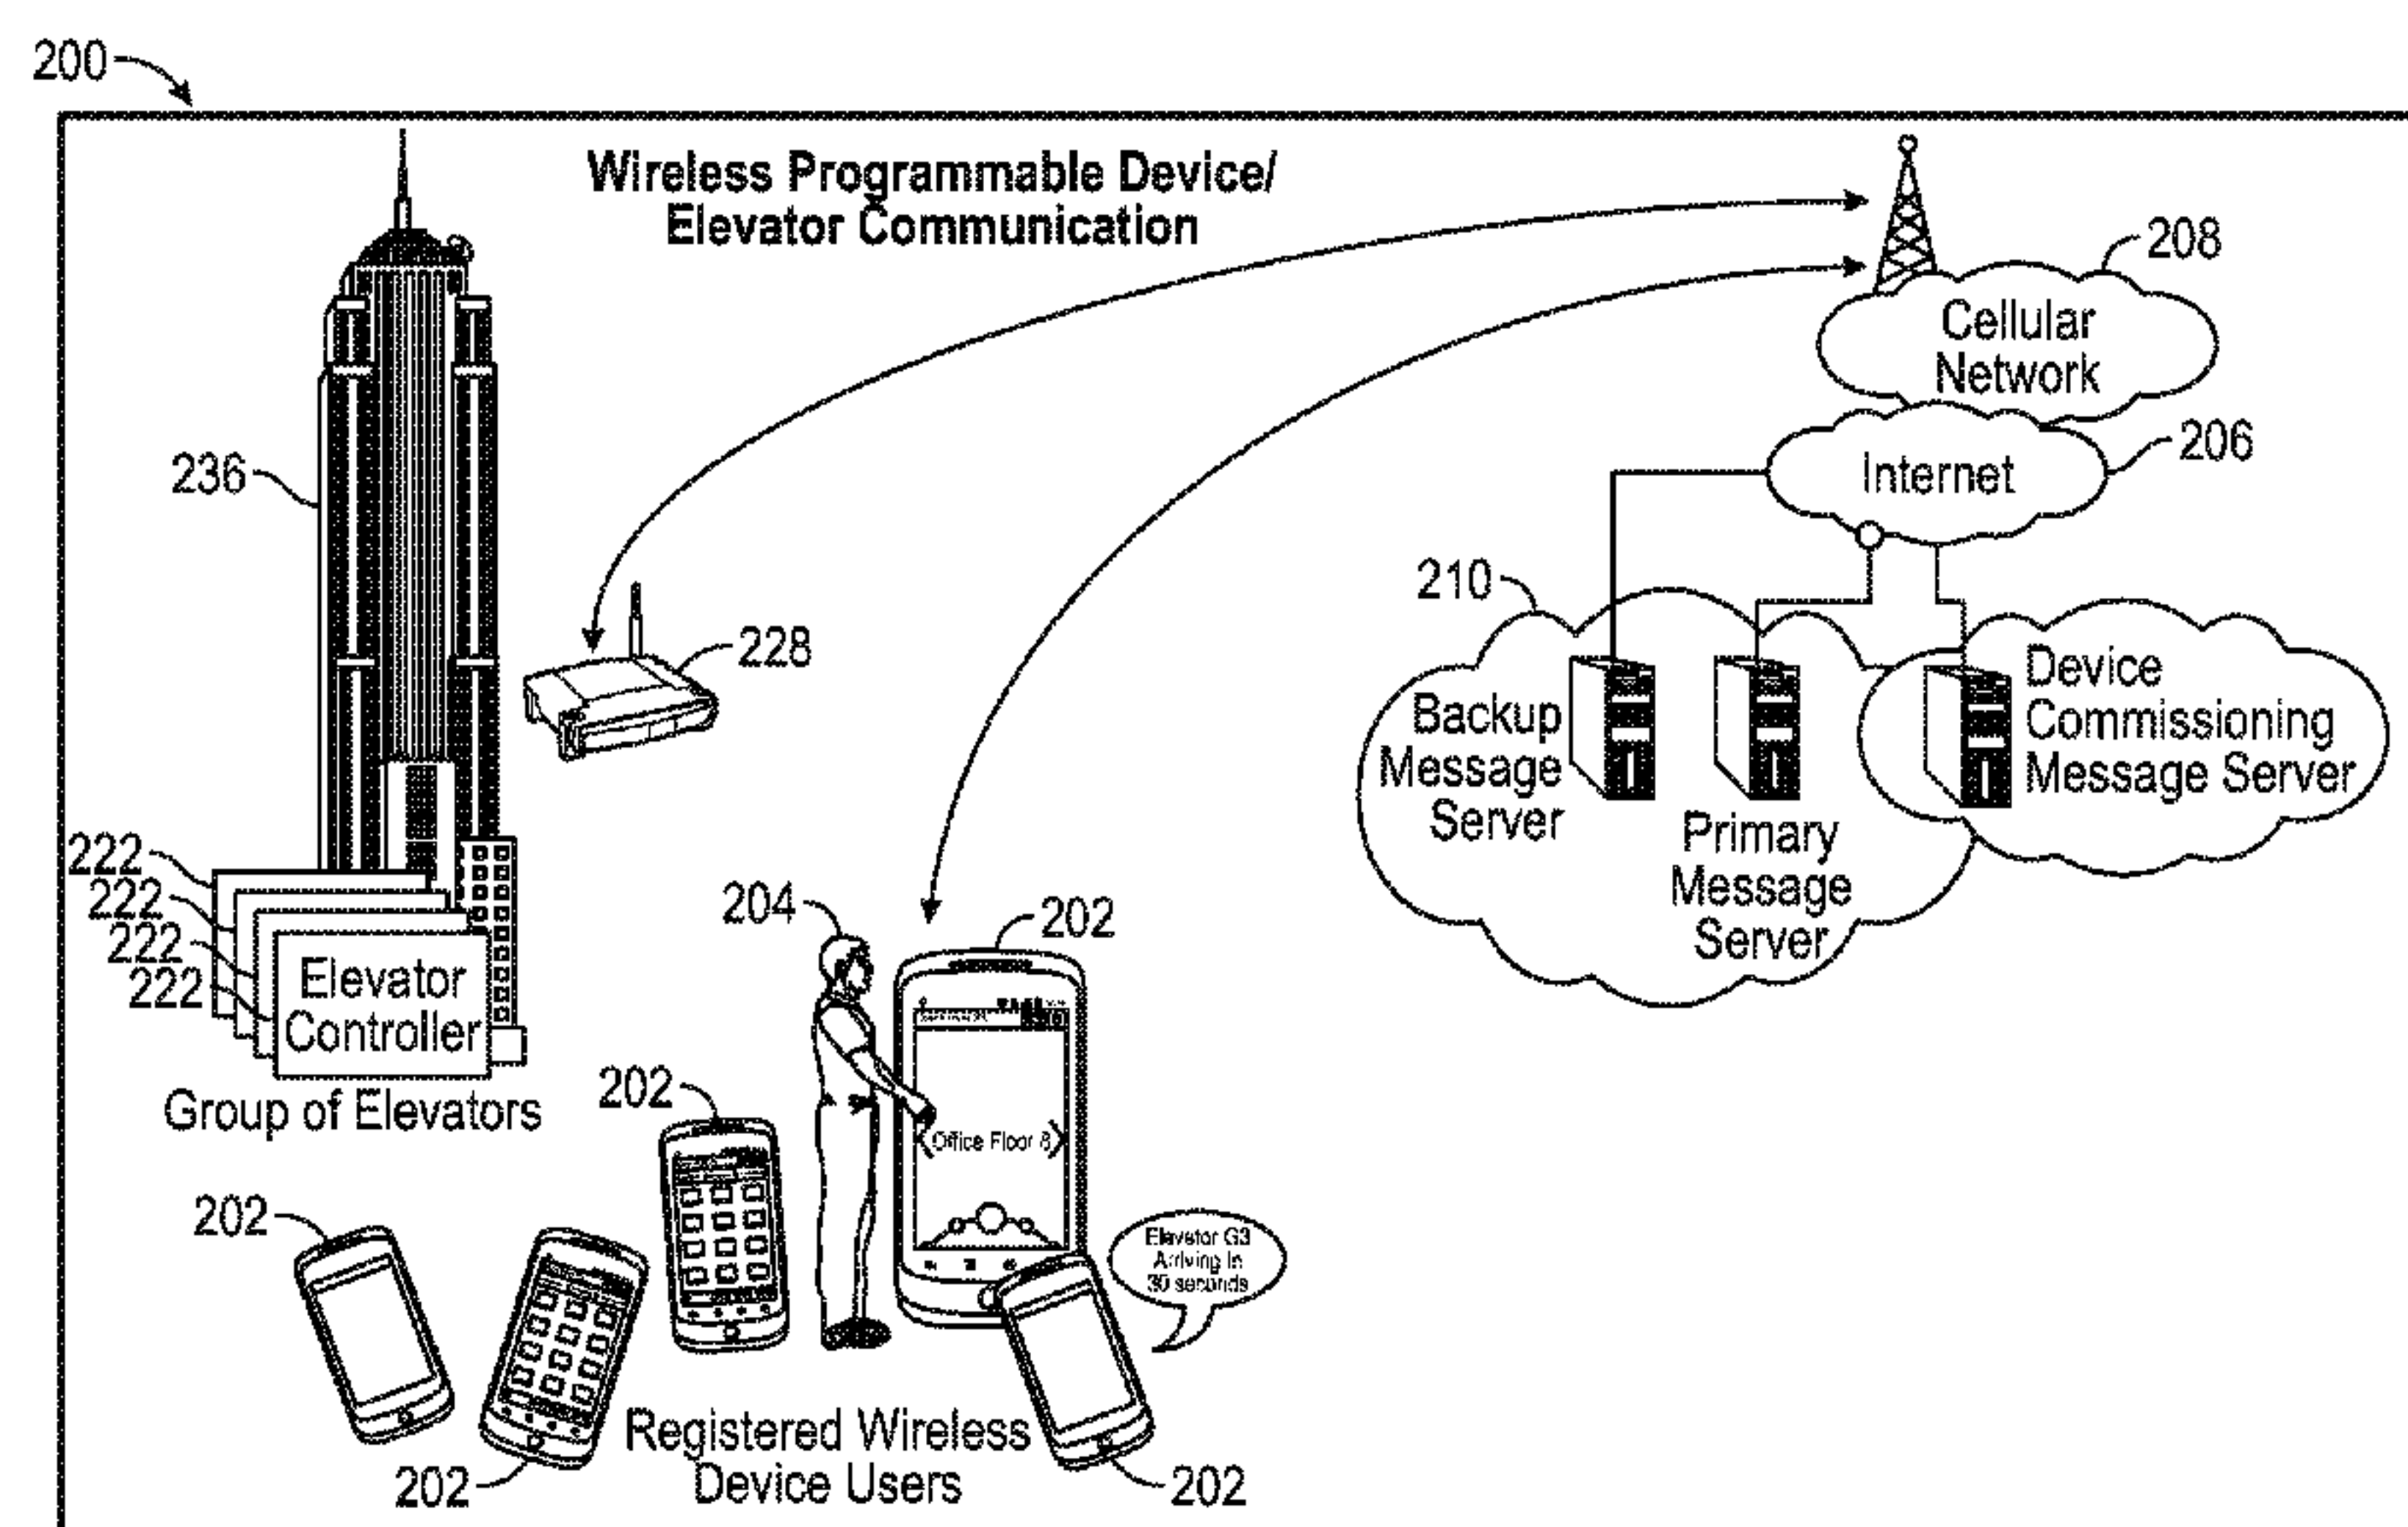 200
Wireless Programmable Device/
Elevator Communication
208
Cellular
Network
206
Internet
236
210
228
Backup
Message
Server
Primary
Message
Server
Device
Commissioning
Message Server
222
222
222
222
Elevator
Controller
Group of Elevators
204
202
Office Floor 8
202
Elevator G3
Arriving In
30 seconds
202
202
Registered Wireless
Device Users
202